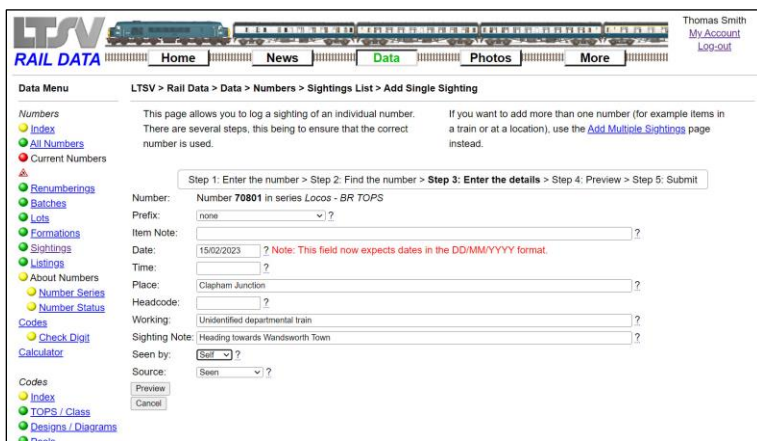 LTSV
RAIL DATA
Home
News
Data
Photos
More
Thomas Smith
My Account
Log-out
Data Menu
Numbers
Index
All Numbers
Current Numbers
Renumberings
Batches
Lots
Formations
Sightings
Listings
About Numbers
Number Series
Number Status
Codes
Check Digit
Calculator
Codes
Index
TOPS / Class
Designs / Diagrams
LTSV > Rail Data > Data > Numbers > Sightings List > Add Single Sighting
This page allows you to log a sighting of an individual number.
There are several steps, this being to ensure that the correct
number is used.
If you want to add more than one number (for example items in
a train or at a location), use the Add Multiple Sightings page
instead.
Step 1: Enter the number > Step 2: Find the number > Step 3: Enter the details > Step 4: Preview > Step 5: Submit
Number: Number 70801 in series Locos - BR TOPS
Prefix: none ?
Item Note: ?
Date: 15/02/2023 ? Note: This field now expects dates in the DD/MM/YYYY format.
Time: ?
Place: Clapham Junction ?
Headcode: ?
Working: Unidentified departmental train ?
Sighting Note: Heading towards Wandsworth Town ?
Seen by: Self ?
Source: Seen ?
Preview
Cancel